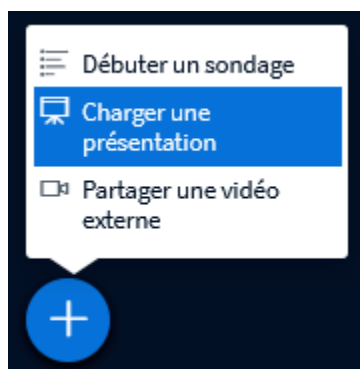 Débuter un sondage
Charger une
présentation
Partager une vidéo
externe